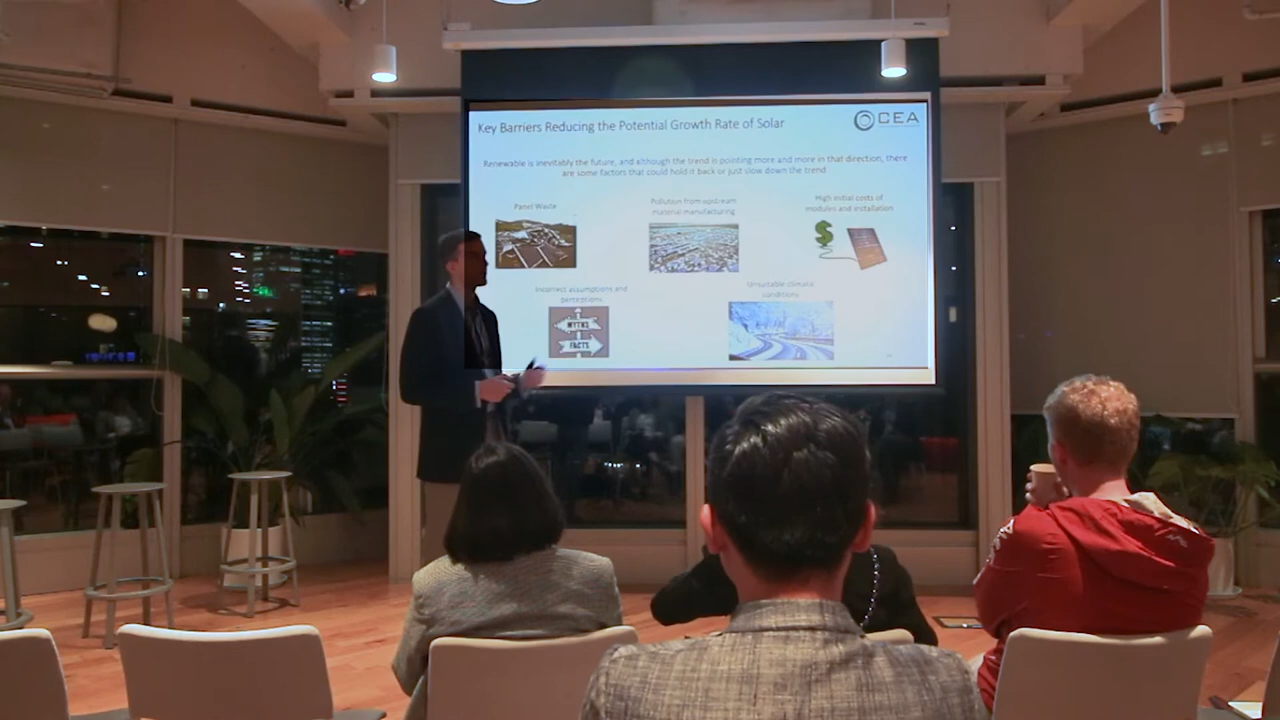 Key Barriers Reducing the Potential Growth Rate of Solar
CEA
Renewable is inevitably the future, and although the trend is pointing more and more in that direction, there
are some factors that could hold it back or just slow down the trend
Panel Waste
Pollution from upstream
material manufacturing
High initial costs of
modules and installation
$
Incorrect assumptions and
perceptions
MYTHS
FACTS
Unsuitable climatic
conditions